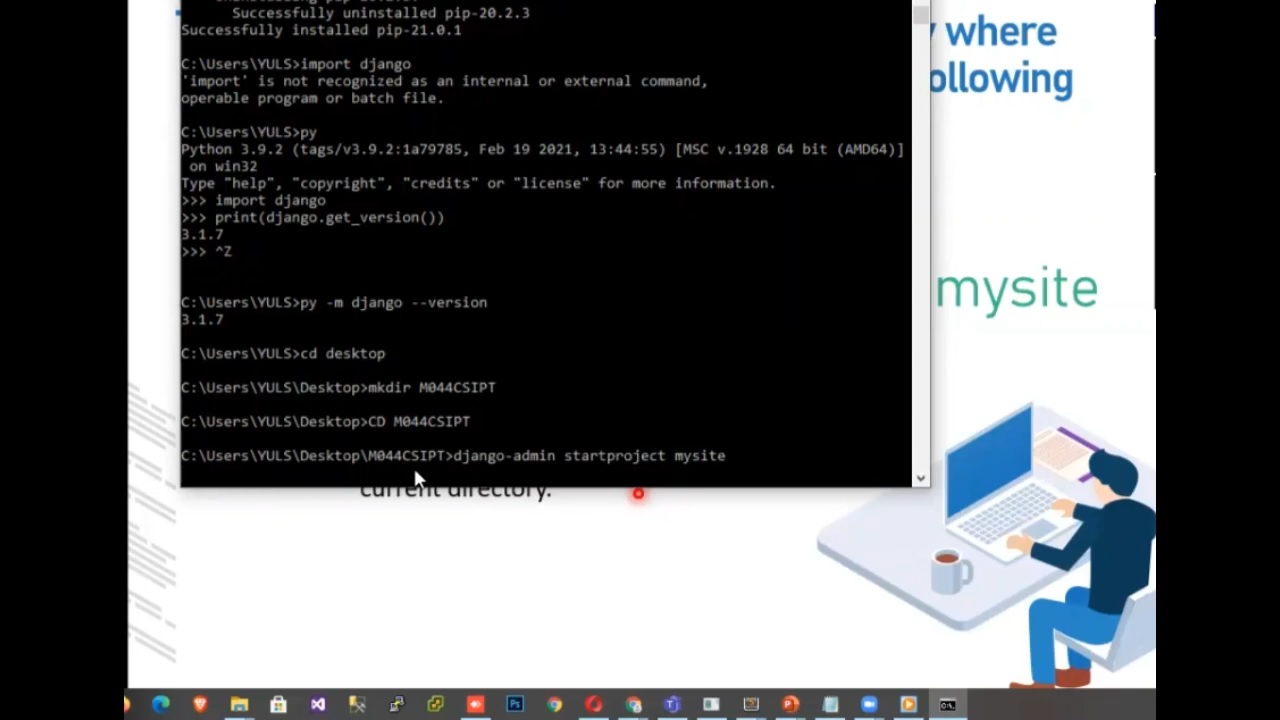 Successfully uninstalled pip-20.2.3
Successfully installed pip-21.0.1
where
ollowing
C:\Users\YULS>import django
'import' is not recognized as an internal or external command,
operable program or batch file.
C:\Users\YULS>py
Python 3.9.2 (tags/v3.9.2:1a79785, Feb 19 2021, 13:44:55) [MSC v.1928 64 bit (AMD64)]
on win32
Type "help", "copyright", "credits" or "license" for more information.
>>> import django
>>> print(django.get_version())
3.1.7
>>> ^Z
mysite
C:\Users\YULS>py -m django --version
3.1.7
C:\Users\YULS>cd desktop
C:\Users\YULS\Desktop>mkdir M044CSIPT
C:\Users\YULS\Desktop>CD M044CSIPT
C:\Users\YULS\Desktop\M044CSIPT>django-admin startproject mysite
current directory.